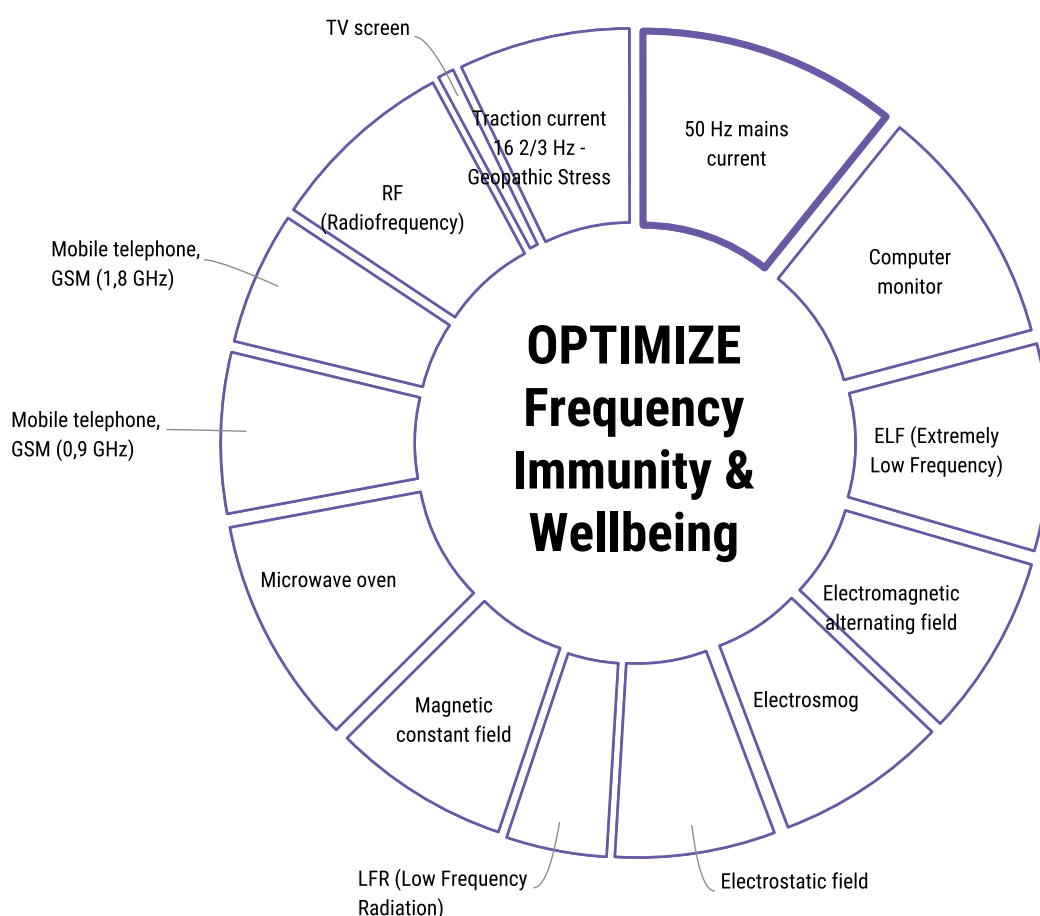 TV screen
Traction current
16 2/3 Hz -
Geopathic Stress
50 Hz mains
current
RF
(Radiofrequency)
Computer
monitor
Mobile telephone,
GSM (1,8 GHz)
OPTIMIZE
Frequency
Immunity &
Wellbeing
Mobile telephone,
GSM (0,9 GHz)
ELF (Extremely
Low Frequency)
Microwave oven
Electromagnetic
alternating field
Magnetic
constant field
Electrosmog
LFR (Low Frequency
Radiation)
Electrostatic field